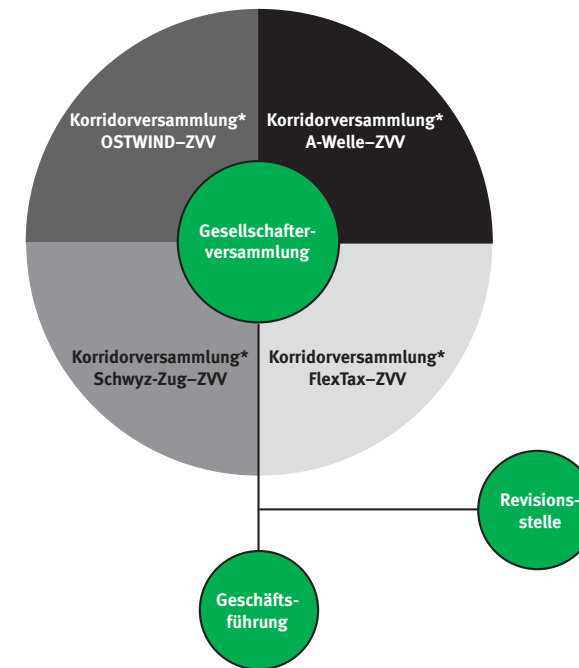 Korridorversammlung*
OSTWIND–ZVV
Korridorversammlung*
A-Welle–ZVV
Gesellschafter-
versammlung
Korridorversammlung*
Schwyz-Zug–ZVV
Korridorversammlung*
FlexTax–ZVV
Revisions-
stelle
Geschäfts-
führung